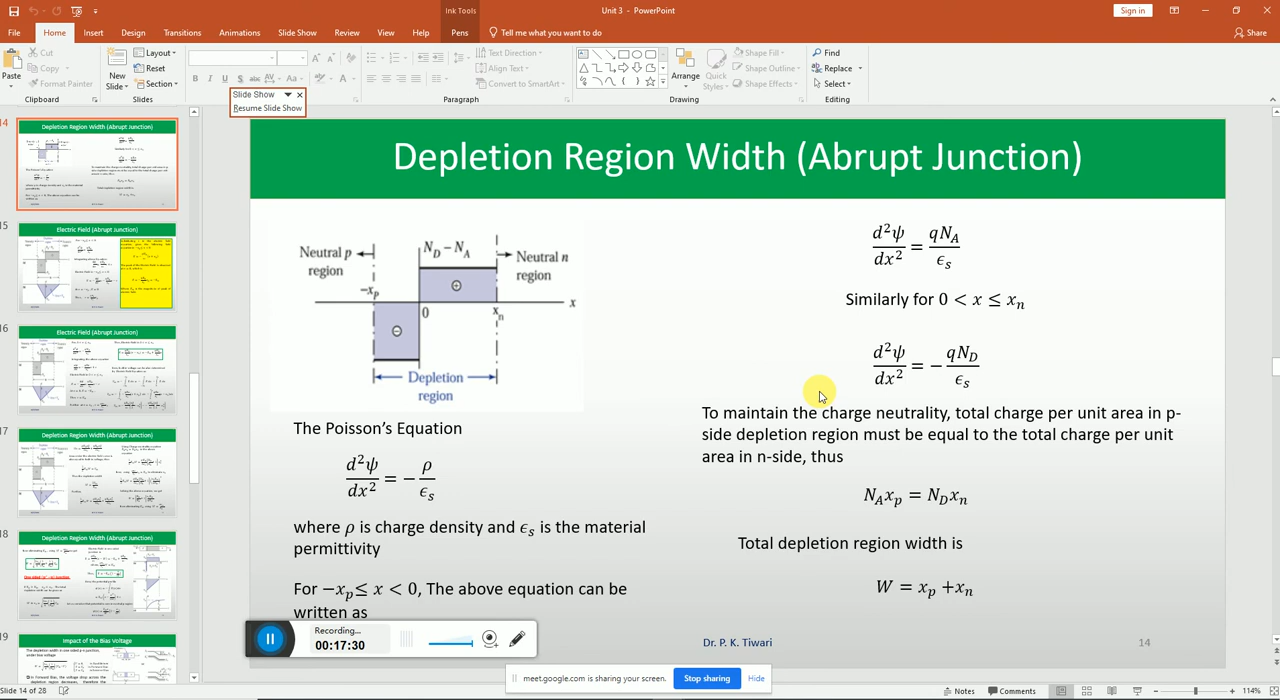 Ink Tools
Unit 3 - PowerPoint
Sign in
File Home Insert Design Transitions Animations Slide Show Review View Help Pens Tell me what you want to do Share
Paste
Cut
Copy
Format Painter
Clipboard
New Slide
Layout
Reset
Section
Slides
B I U S abc AV Aa A
Paragraph
Text Direction
Align Text
Convert to SmartArt
Arrange
Quick Styles
Shape Fill
Shape Outline
Shape Effects
Drawing
Find
Replace
Select
Editing
Slide Show
Resume Slide Show
14
Depletion Region Width (Abrupt Junction)
15
Electric Field (Abrupt Junction)
16
Electric Field (Abrupt Junction)
17
Depletion Region Width (Abrupt Junction)
18
Depletion Region Width (Abrupt Junction)
19
Impact of the Bias Voltage
Depletion Region Width (Abrupt Junction)
Neutral p region
N_D − N_A
Neutral n region
−x_p
0
x_n
x
Depletion region
The Poisson's Equation
d²ψ/dx² = − ρ/ϵ_s
where ρ is charge density and ϵ_s is the material
permittivity
For −x_p ≤ x < 0, The above equation can be
written as
d²ψ/dx² = qN_A/ϵ_s
Similarly for 0 < x ≤ x_n
d²ψ/dx² = − qN_D/ϵ_s
To maintain the charge neutrality, total charge per unit area in p-
side depletion region must be equal to the total charge per unit
area in n-side, thus
N_A x_p = N_D x_n
Total depletion region width is
W = x_p + x_n
Dr. P. K. Tiwari
14
Recording...
00:17:30
meet.google.com is sharing your screen.
Stop sharing
Hide
Slide 14 of 28
Notes
Comments
114%